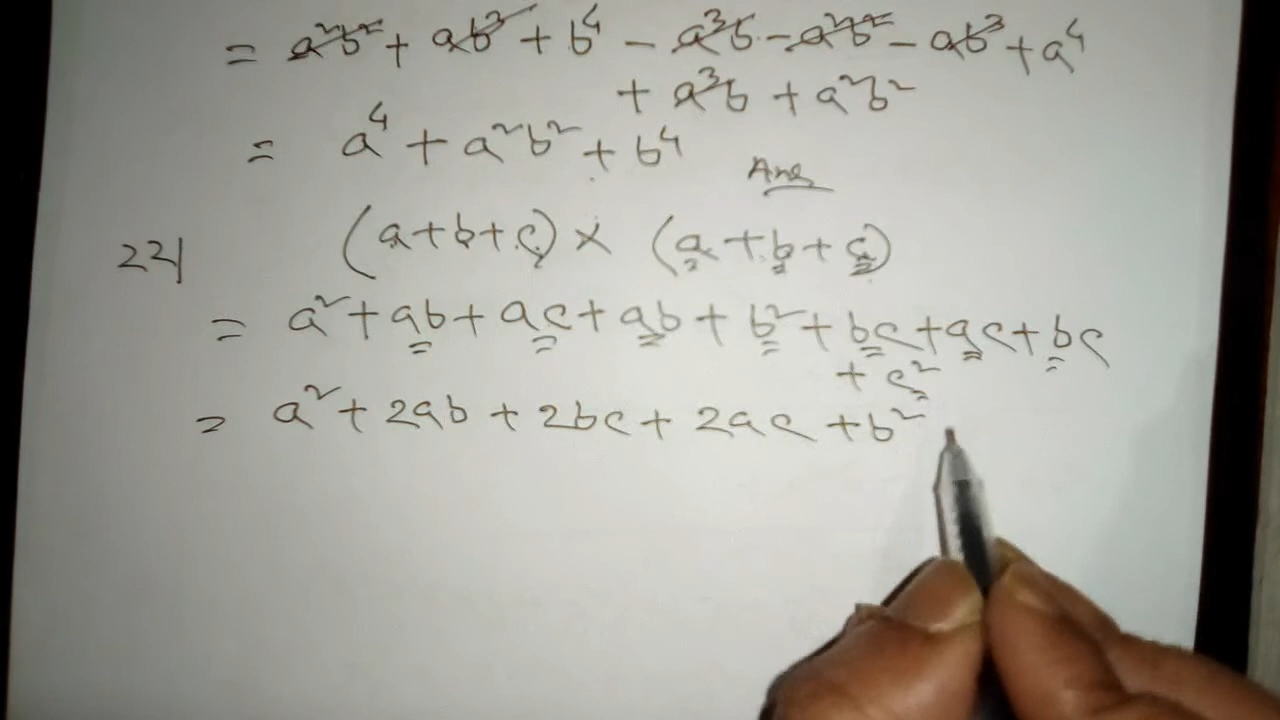 = a²b² + ab³ + b⁴ - a³b - a²b² - ab³ + a⁴
+ a³b + a²b²
= a⁴ + a²b² + b⁴
Ans
22| (a+b+c) × (a+b+c)
= a² + ab + ac + ab + b² + bc + ac + bc
+ c²
= a² + 2ab + 2bc + 2ac + b²